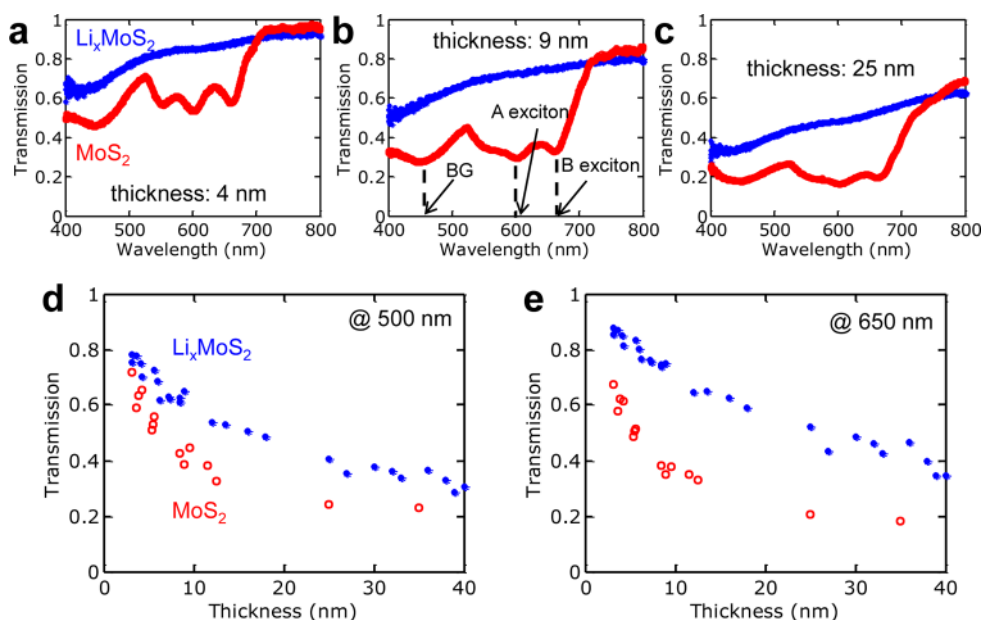 a
1
0.8
0.6
0.4
0.2
0
Transmission
LiₓMoS₂
MoS₂
thickness: 4 nm
400 500 600 700 800
Wavelength (nm)
b
1
0.8
0.6
0.4
0.2
0
Transmission
thickness: 9 nm
A exciton
BG
B exciton
400 500 600 700 800
Wavelength (nm)
c
1
0.8
0.6
0.4
0.2
0
Transmission
thickness: 25 nm
400 500 600 700 800
Wavelength (nm)
d
1
0.8
0.6
0.4
0.2
0
Transmission
@ 500 nm
LiₓMoS₂
MoS₂
0 10 20 30 40
Thickness (nm)
e
1
0.8
0.6
0.4
0.2
0
Transmission
@ 650 nm
0 10 20 30 40
Thickness (nm)